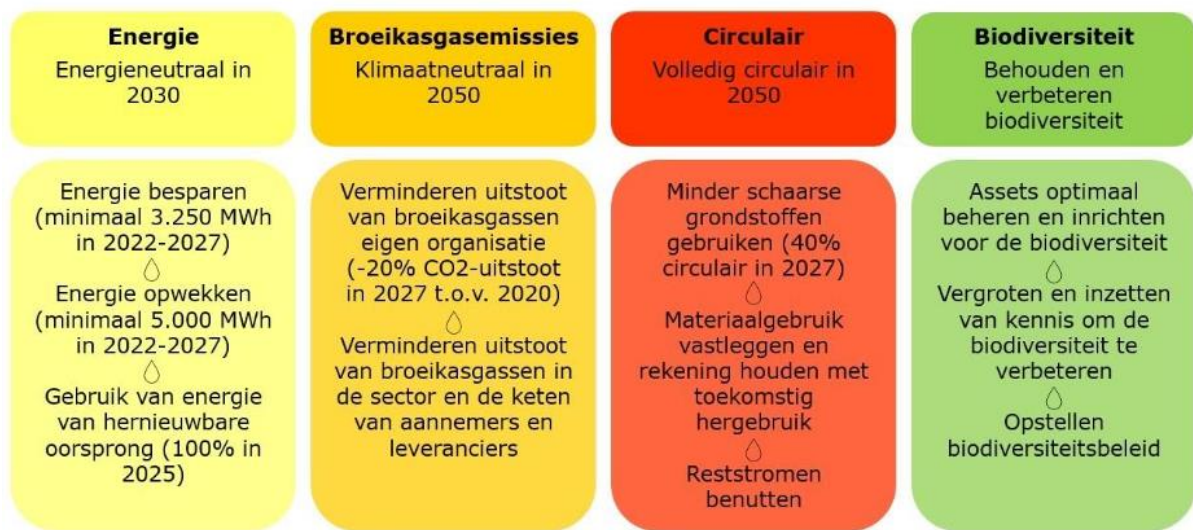 Energie
Energieneutraal in
2030
Broeikasgasemissies
Klimaatneutraal in
2050
Circulair
Volledig circulair in
2050
Biodiversiteit
Behouden en
verbeteren
biodiversiteit
Energie besparen
(minimaal 3.250 MWh
in 2022-2027)
Energie opwekken
(minimaal 5.000 MWh
in 2022-2027)
Gebruik van energie
van hernieuwbare
oorsprong (100% in
2025)
Verminderen uitstoot
van broeikasgassen
eigen organisatie
(-20% CO2-uitstoot
in 2027 t.o.v. 2020)
Verminderen uitstoot
van broeikasgassen in
de sector en de keten
van aannemers en
leveranciers
Minder schaarse
grondstoffen
gebruiken (40%
circulair in 2027)
Materiaalgebruik
vastleggen en
rekening houden met
toekomstig
hergebruik
Reststromen
benutten
Assets optimaal
beheren en inrichten
voor de biodiversiteit
Vergroten en inzetten
van kennis om de
biodiversiteit te
verbeteren
Opstellen
biodiversiteitsbeleid